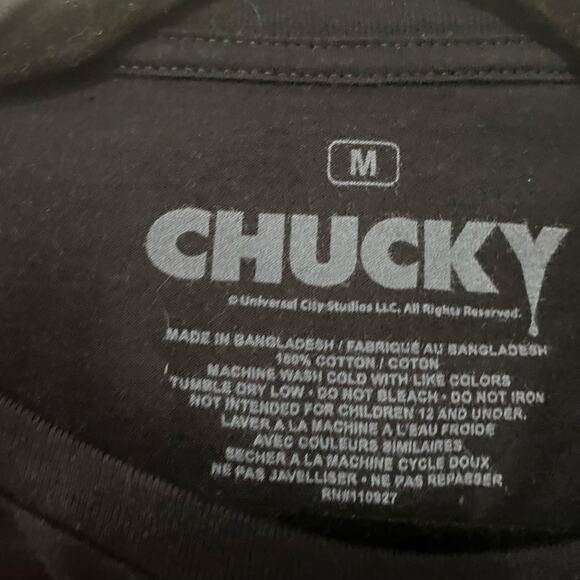 M
CHUCKY
© Universal City Studios LLC. All Rights Reserved.
MADE IN BANGLADESH / FABRIQUÉ AU BANGLADESH
100% COTTON / COTON
MACHINE WASH COLD WITH LIKE COLORS
TUMBLE DRY LOW • DO NOT BLEACH • DO NOT IRON
NOT INTENDED FOR CHILDREN 12 AND UNDER.
LAVER A LA MACHINE A L'EAU FROIDE
AVEC COULEURS SIMILAIRES
SECHER A LA MACHINE CYCLE DOUX
NE PAS JAVELLISER • NE PAS REPASSER
RN#110927